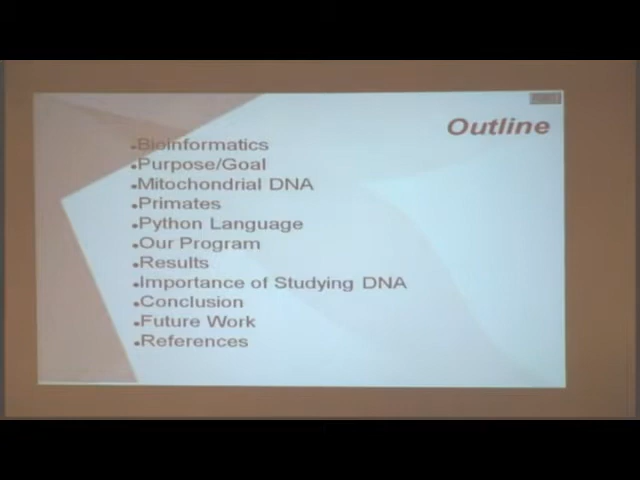 Outline
•Bioinformatics
•Purpose/Goal
•Mitochondrial DNA
•Primates
•Python Language
•Our Program
•Results
•Importance of Studying DNA
•Conclusion
•Future Work
•References